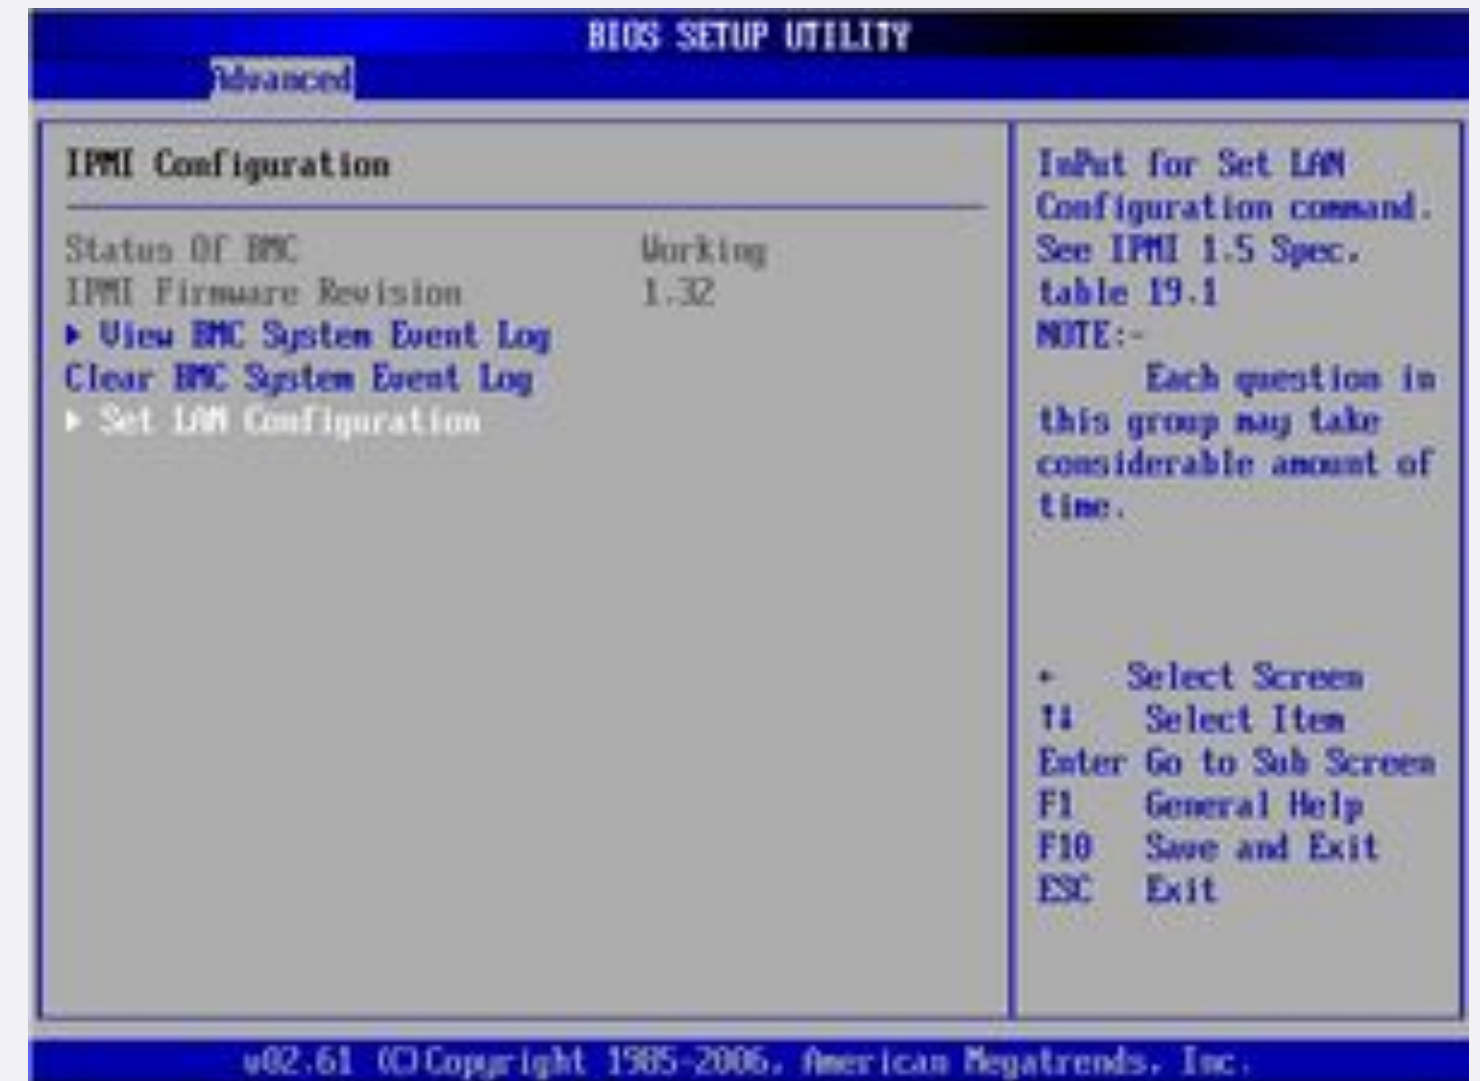 BIOS SETUP UTILITY
Advanced
IPMI Configuration
Status Of BMC Working
IPMI Firmware Revision 1.32
▶ View BMC System Event Log
Clear BMC System Event Log
▶ Set LAN Configuration
InPut for Set LAN
Configuration command.
See IPMI 1.5 Spec,
table 19.1
NOTE:-
Each question in
this group may take
considerable amount of
time.
← Select Screen
↑↓ Select Item
Enter Go to Sub Screen
F1 General Help
F10 Save and Exit
ESC Exit
v02.61 (C)Copyright 1985-2006, American Megatrends, Inc.